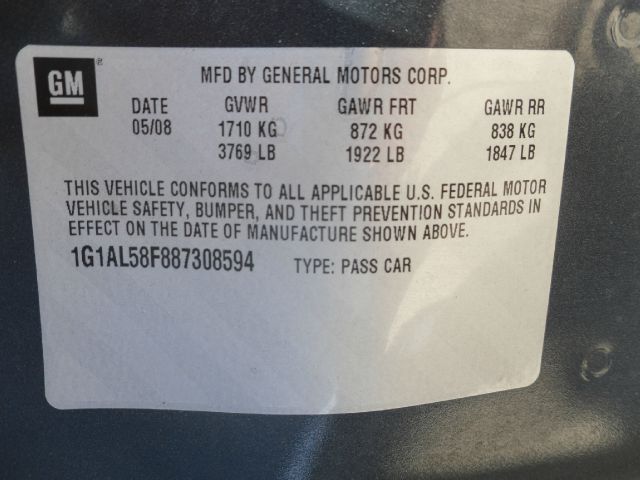 GM
MFD BY GENERAL MOTORS CORP.
DATE GVWR GAWR FRT GAWR RR
05/08 1710 KG 872 KG 838 KG
3769 LB 1922 LB 1847 LB
THIS VEHICLE CONFORMS TO ALL APPLICABLE U.S. FEDERAL MOTOR
VEHICLE SAFETY, BUMPER, AND THEFT PREVENTION STANDARDS IN
EFFECT ON THE DATE OF MANUFACTURE SHOWN ABOVE.
1G1AL58F887308594 TYPE: PASS CAR